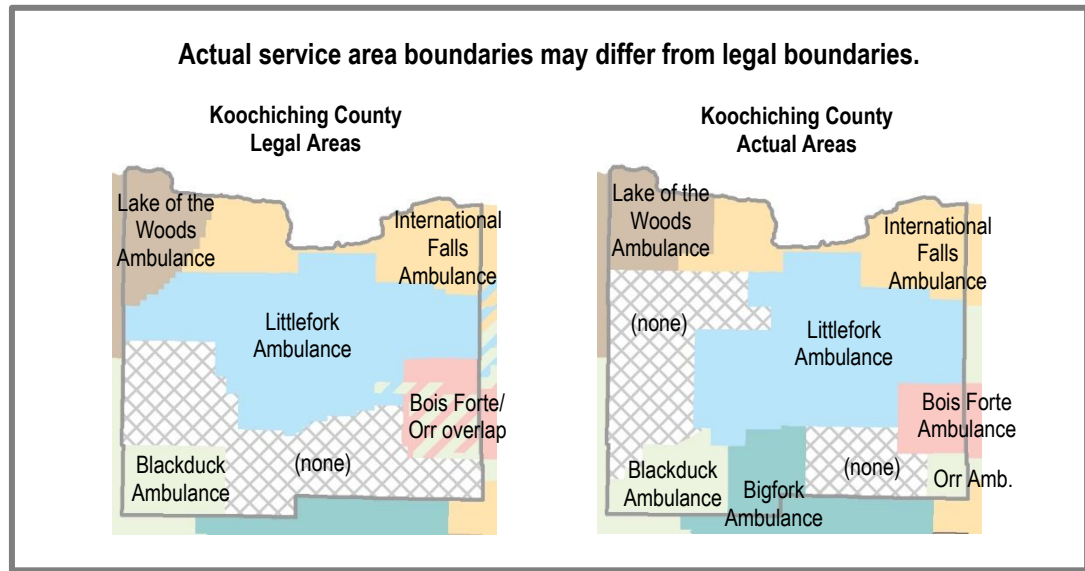 Actual service area boundaries may differ from legal boundaries.
Koochiching County
Legal Areas
Lake of the
Woods
Ambulance
International
Falls
Ambulance
Littlefork
Ambulance
Bois Forte/
Orr overlap
(none)
Blackduck
Ambulance
Koochiching County
Actual Areas
Lake of the
Woods
Ambulance
International
Falls
Ambulance
(none)
Littlefork
Ambulance
Bois Forte
Ambulance
Blackduck
Ambulance
Bigfork
Ambulance
(none)
Orr Amb.